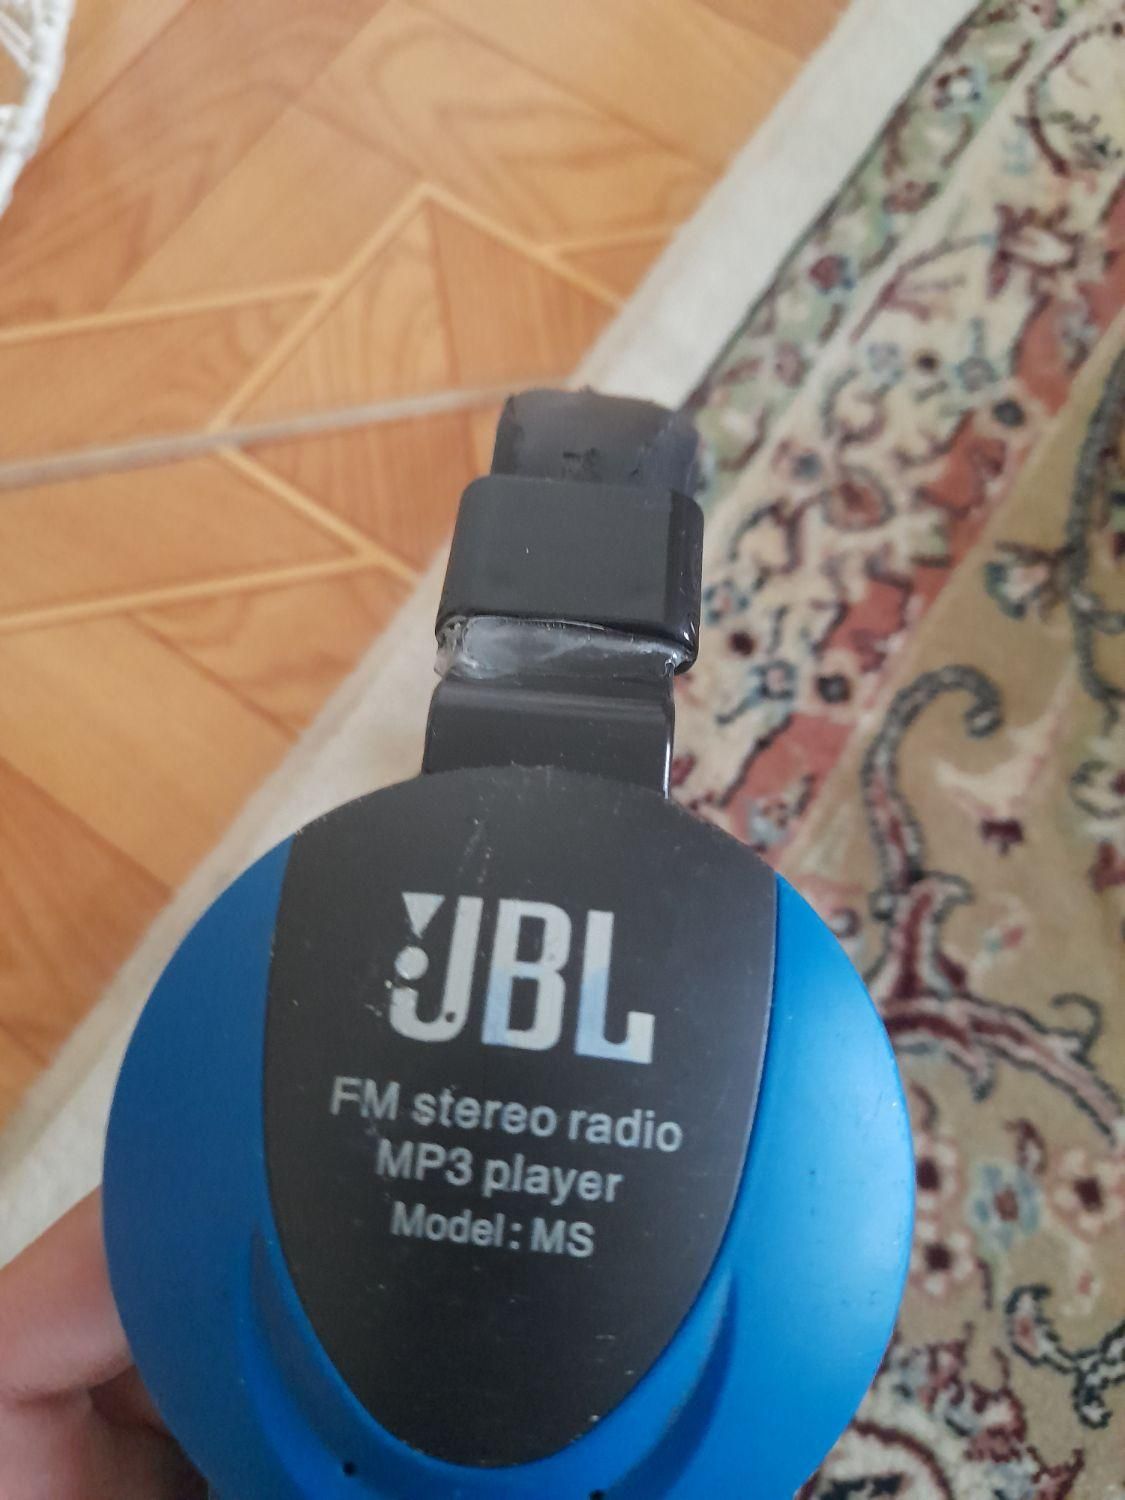 JBL
FM stereo radio
MP3 player
Model: MS